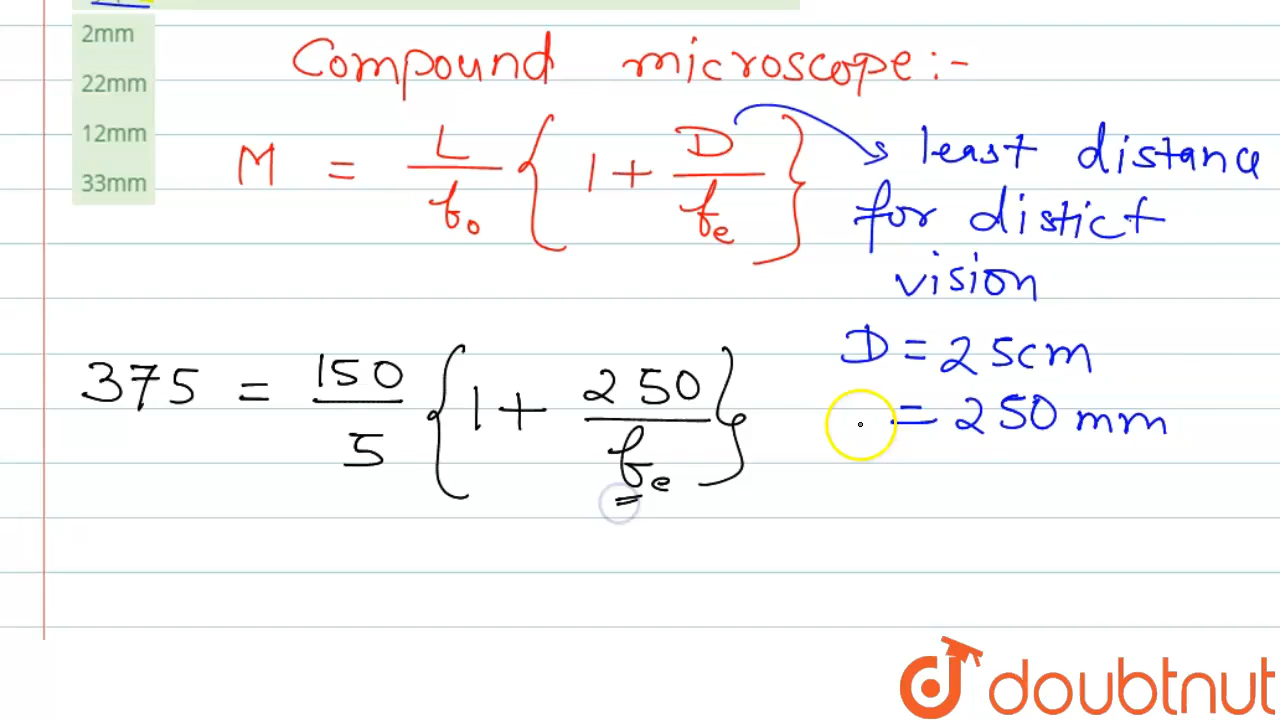 2mm
22mm
12mm
33mm
Compound microscope:-
M = L/fo { 1 + D/fe }
least distance
for distict
vision
D = 25cm
= 250 mm
375 = 150/5 { 1 + 250/fe }
doubtnut